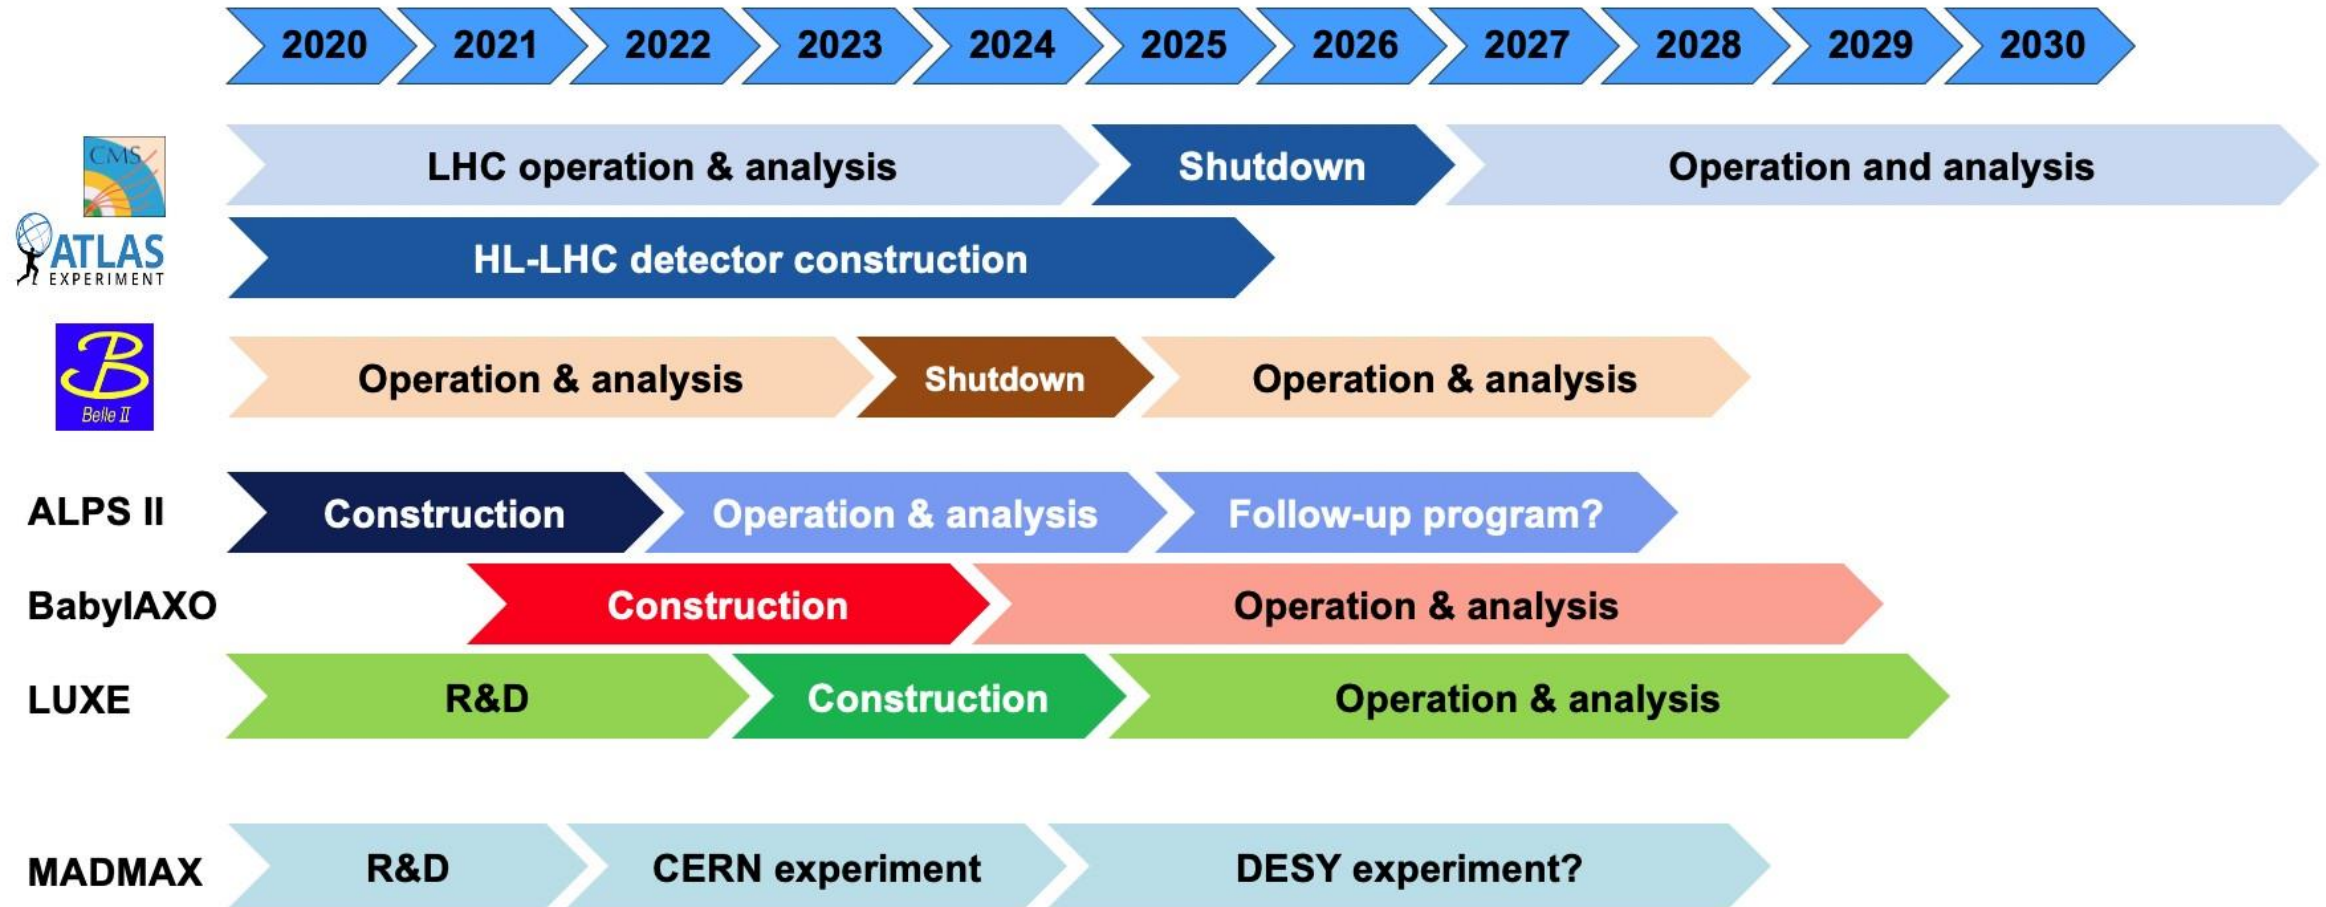 2020 2021 2022 2023 2024 2025 2026 2027 2028 2029 2030
CMS
LHC operation & analysis Shutdown Operation and analysis
ATLAS
EXPERIMENT
HL-LHC detector construction
B
Belle II
Operation & analysis Shutdown Operation & analysis
ALPS II Construction Operation & analysis Follow-up program?
BabyIAXO Construction Operation & analysis
LUXE R&D Construction Operation & analysis
MADMAX R&D CERN experiment DESY experiment?